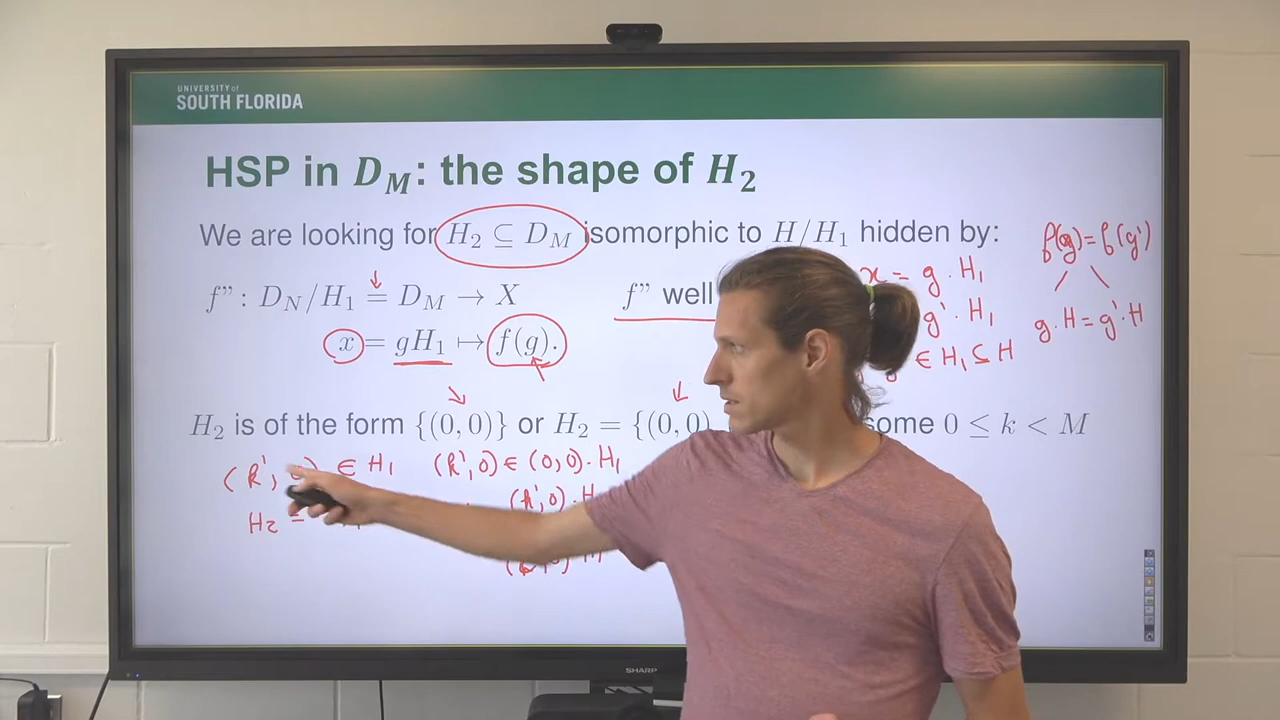 UNIVERSITY of
SOUTH FLORIDA
HSP in D_M: the shape of H_2
We are looking for H_2 ⊆ D_M isomorphic to H/H_1 hidden by:
f(g) = f(g')
f": D_N/H_1 = D_M → X
f" well
x = g · H_1
g' · H_1
g · H = g' · H
x = gH_1 ↦ f(g).
∈ H_1 ⊆ H
H_2 is of the form {(0,0)} or H_2 = {(0,0) some 0 ≤ k < M
(k', 0) ∈ H_1
(k', 0) ∈ (0,0) · H_1
H_2 =
(k', 0) · H
SHARP